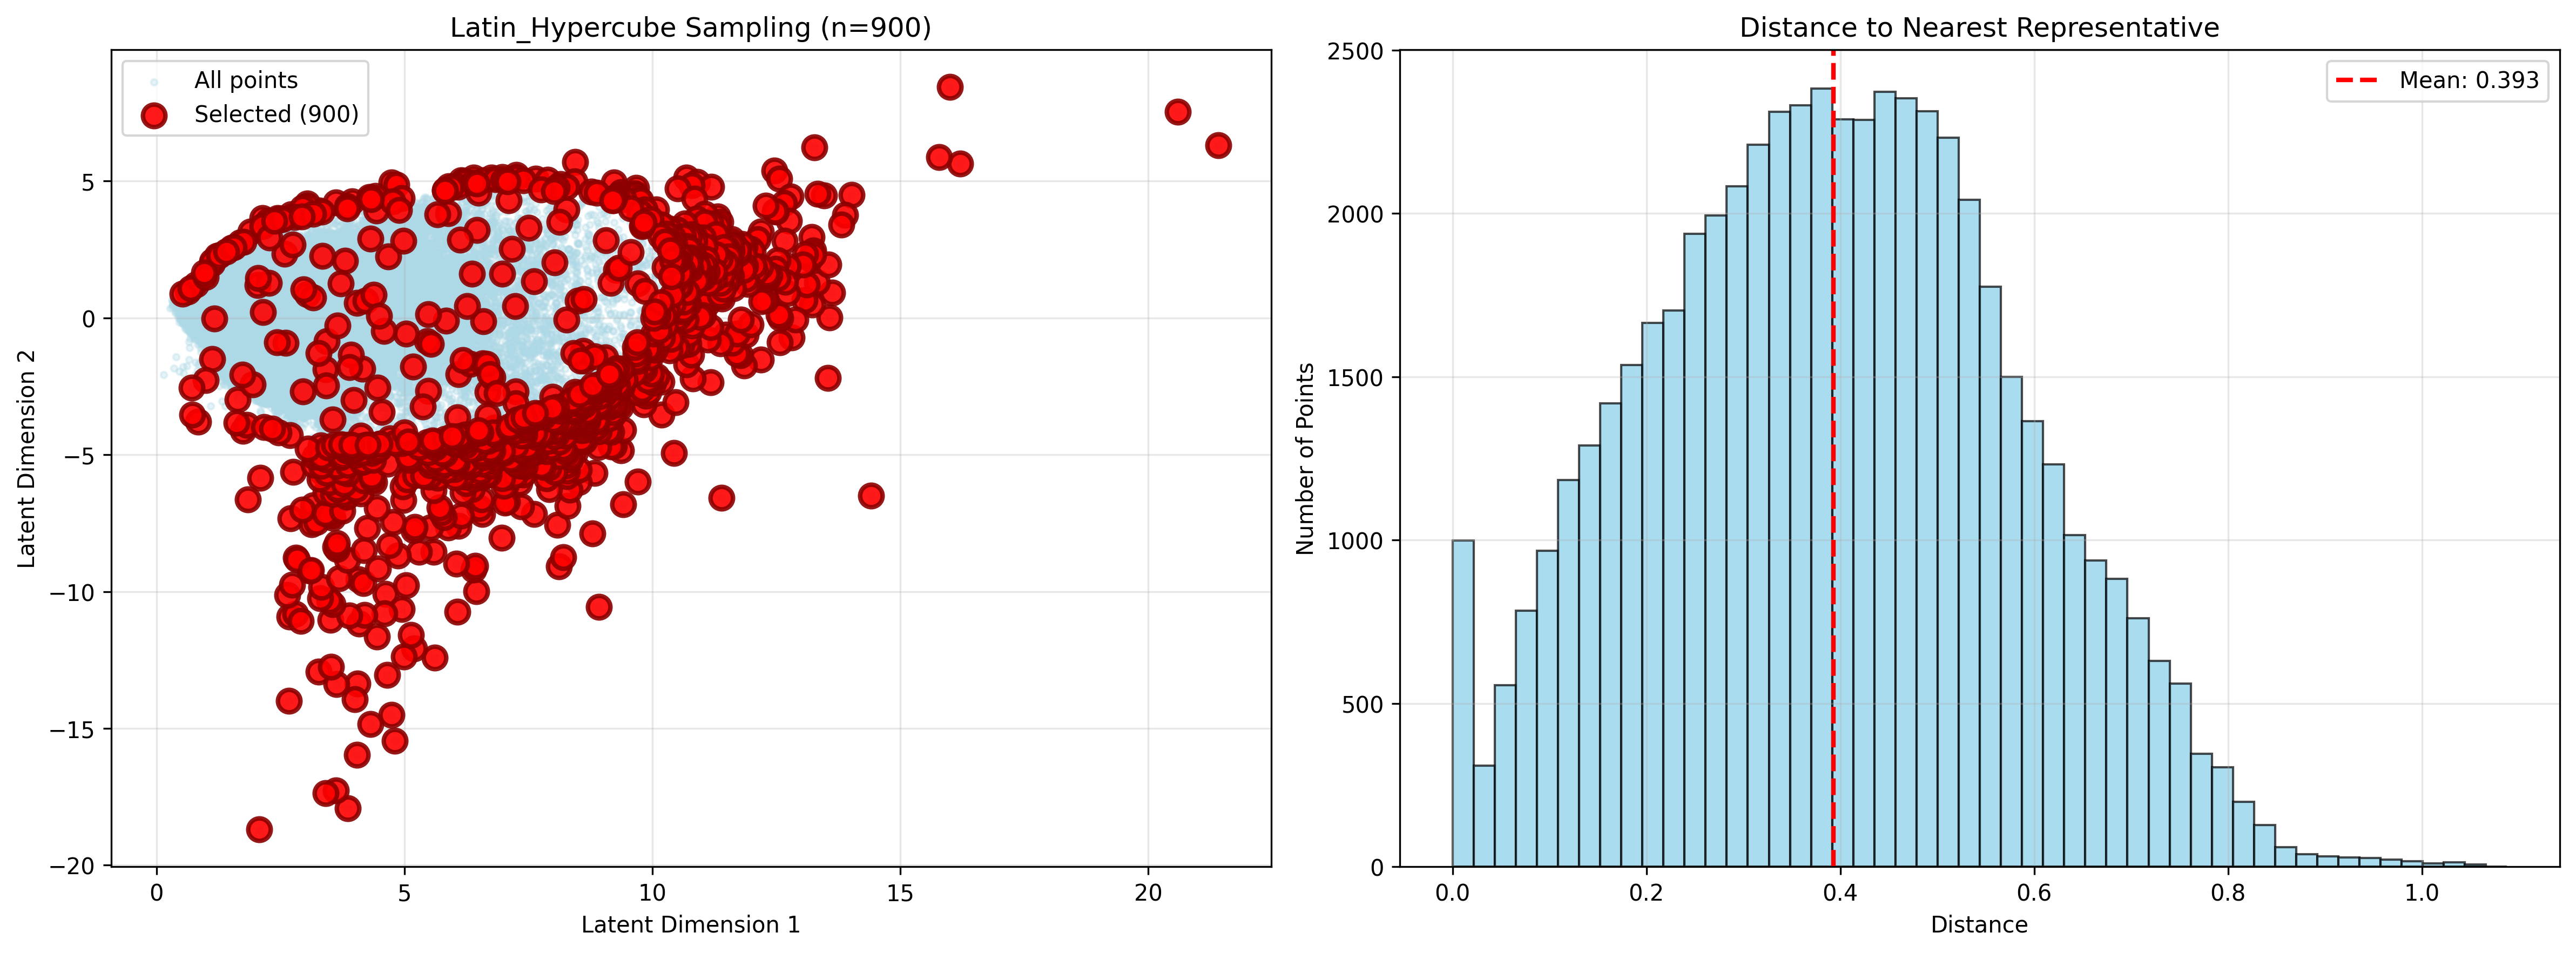 Latin_Hypercube Sampling (n=900)
All points
Selected (900)
5
0
−5
−10
−15
−20
Latent Dimension 2
0
5
10
15
20
Latent Dimension 1
Distance to Nearest Representative
Mean: 0.393
2500
2000
1500
1000
500
0
Number of Points
0.0
0.2
0.4
0.6
0.8
1.0
Distance